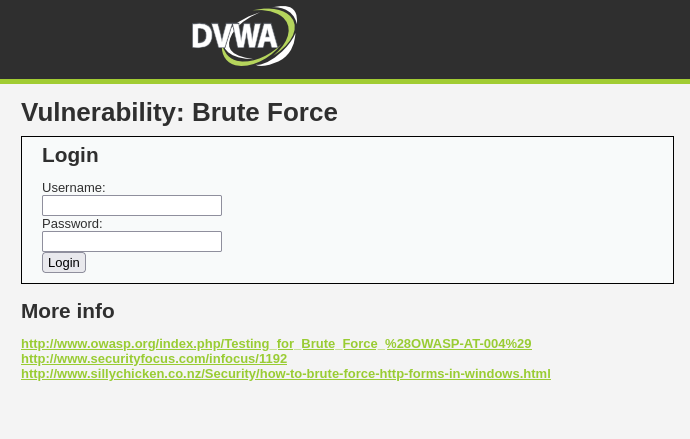 DVWA
Vulnerability: Brute Force
Login
Username:
Password:
Login
More info
http://www.owasp.org/index.php/Testing_for_Brute_Force_%28OWASP-AT-004%29
http://www.securityfocus.com/infocus/1192
http://www.sillychicken.co.nz/Security/how-to-brute-force-http-forms-in-windows.html